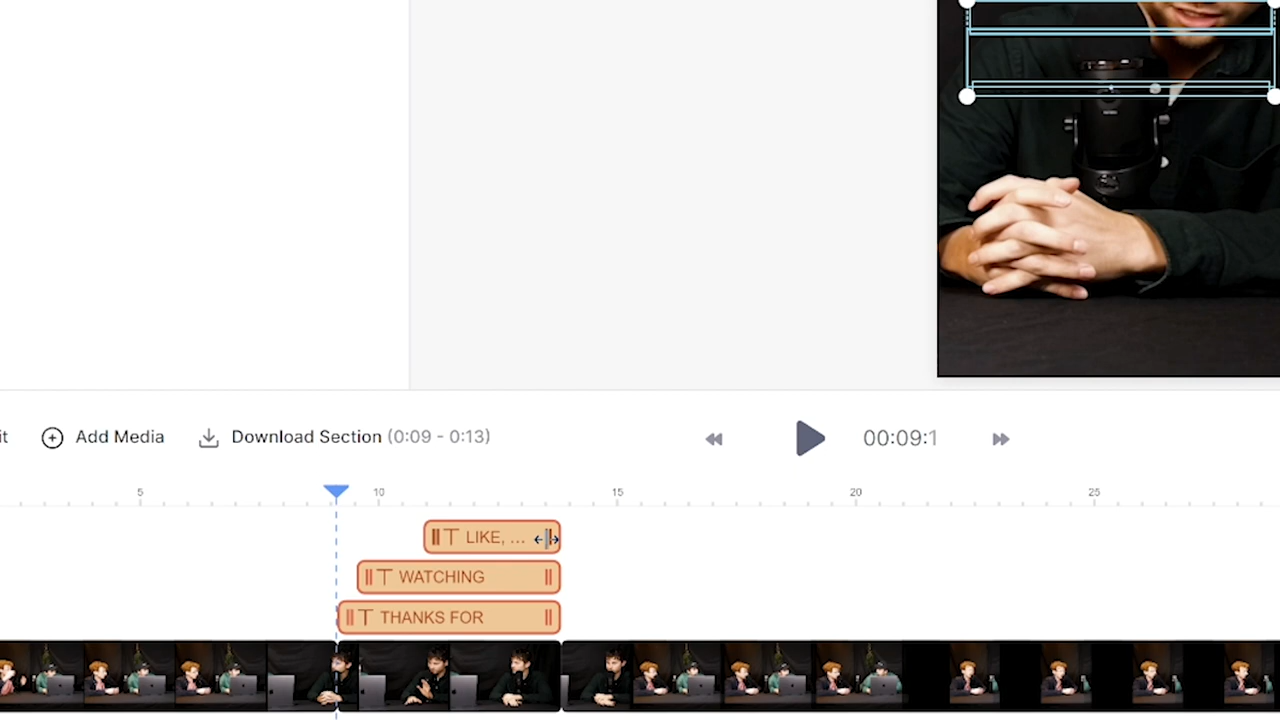 it
Add Media
Download Section (0:09 - 0:13)
00:09:1
5
10
15
20
25
LIKE, ...
WATCHING
THANKS FOR